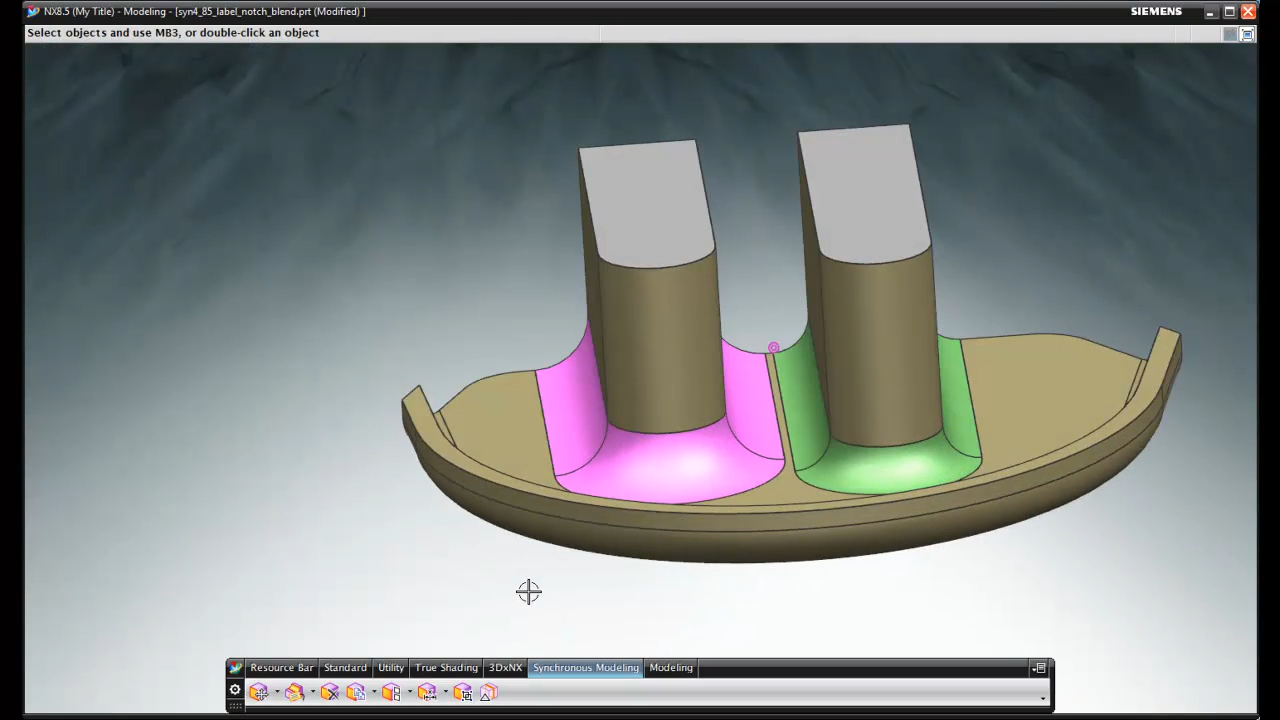 NX8.5 (My Title) - Modeling - [syn4_85_label_notch_blend.prt (Modified) ]
SIEMENS
Select objects and use MB3, or double-click an object
Resource Bar Standard Utility True Shading 3DxNX Synchronous Modeling Modeling